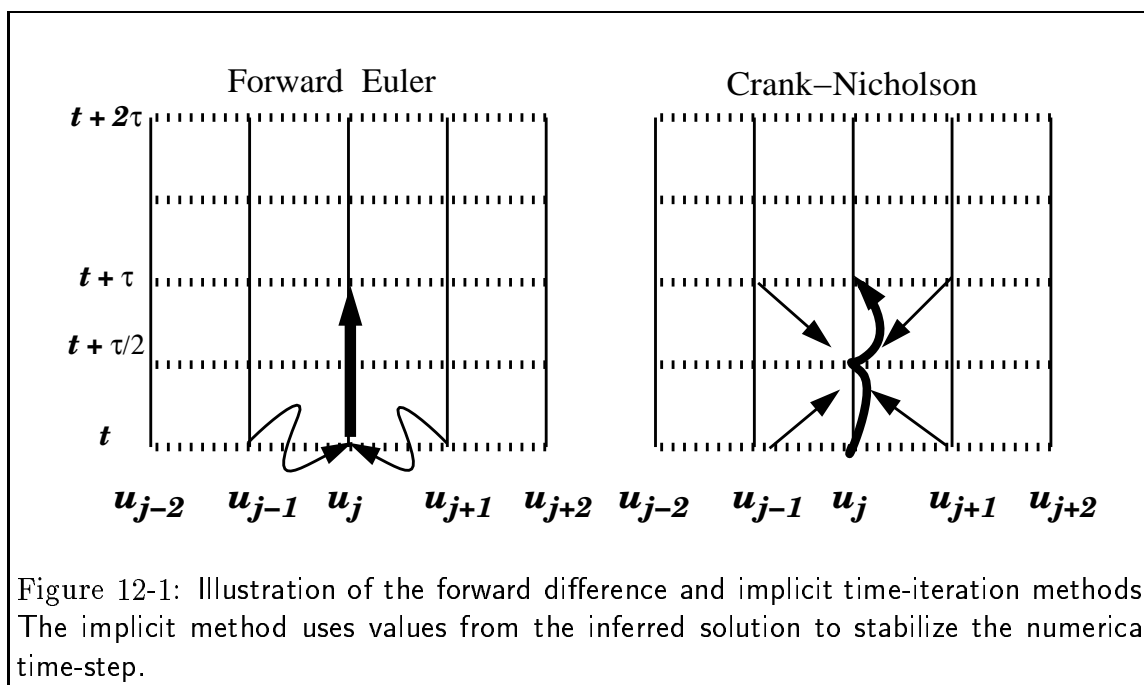 Forward Euler
Crank–Nicholson
t + 2τ
t + τ
t + τ/2
t
u_{j–2} u_{j–1} u_j u_{j+1} u_{j+2}
u_{j–2} u_{j–1} u_j u_{j+1} u_{j+2}
Figure 12-1: Illustration of the forward difference and implicit time-iteration methods
The implicit method uses values from the inferred solution to stabilize the numerica
time-step.